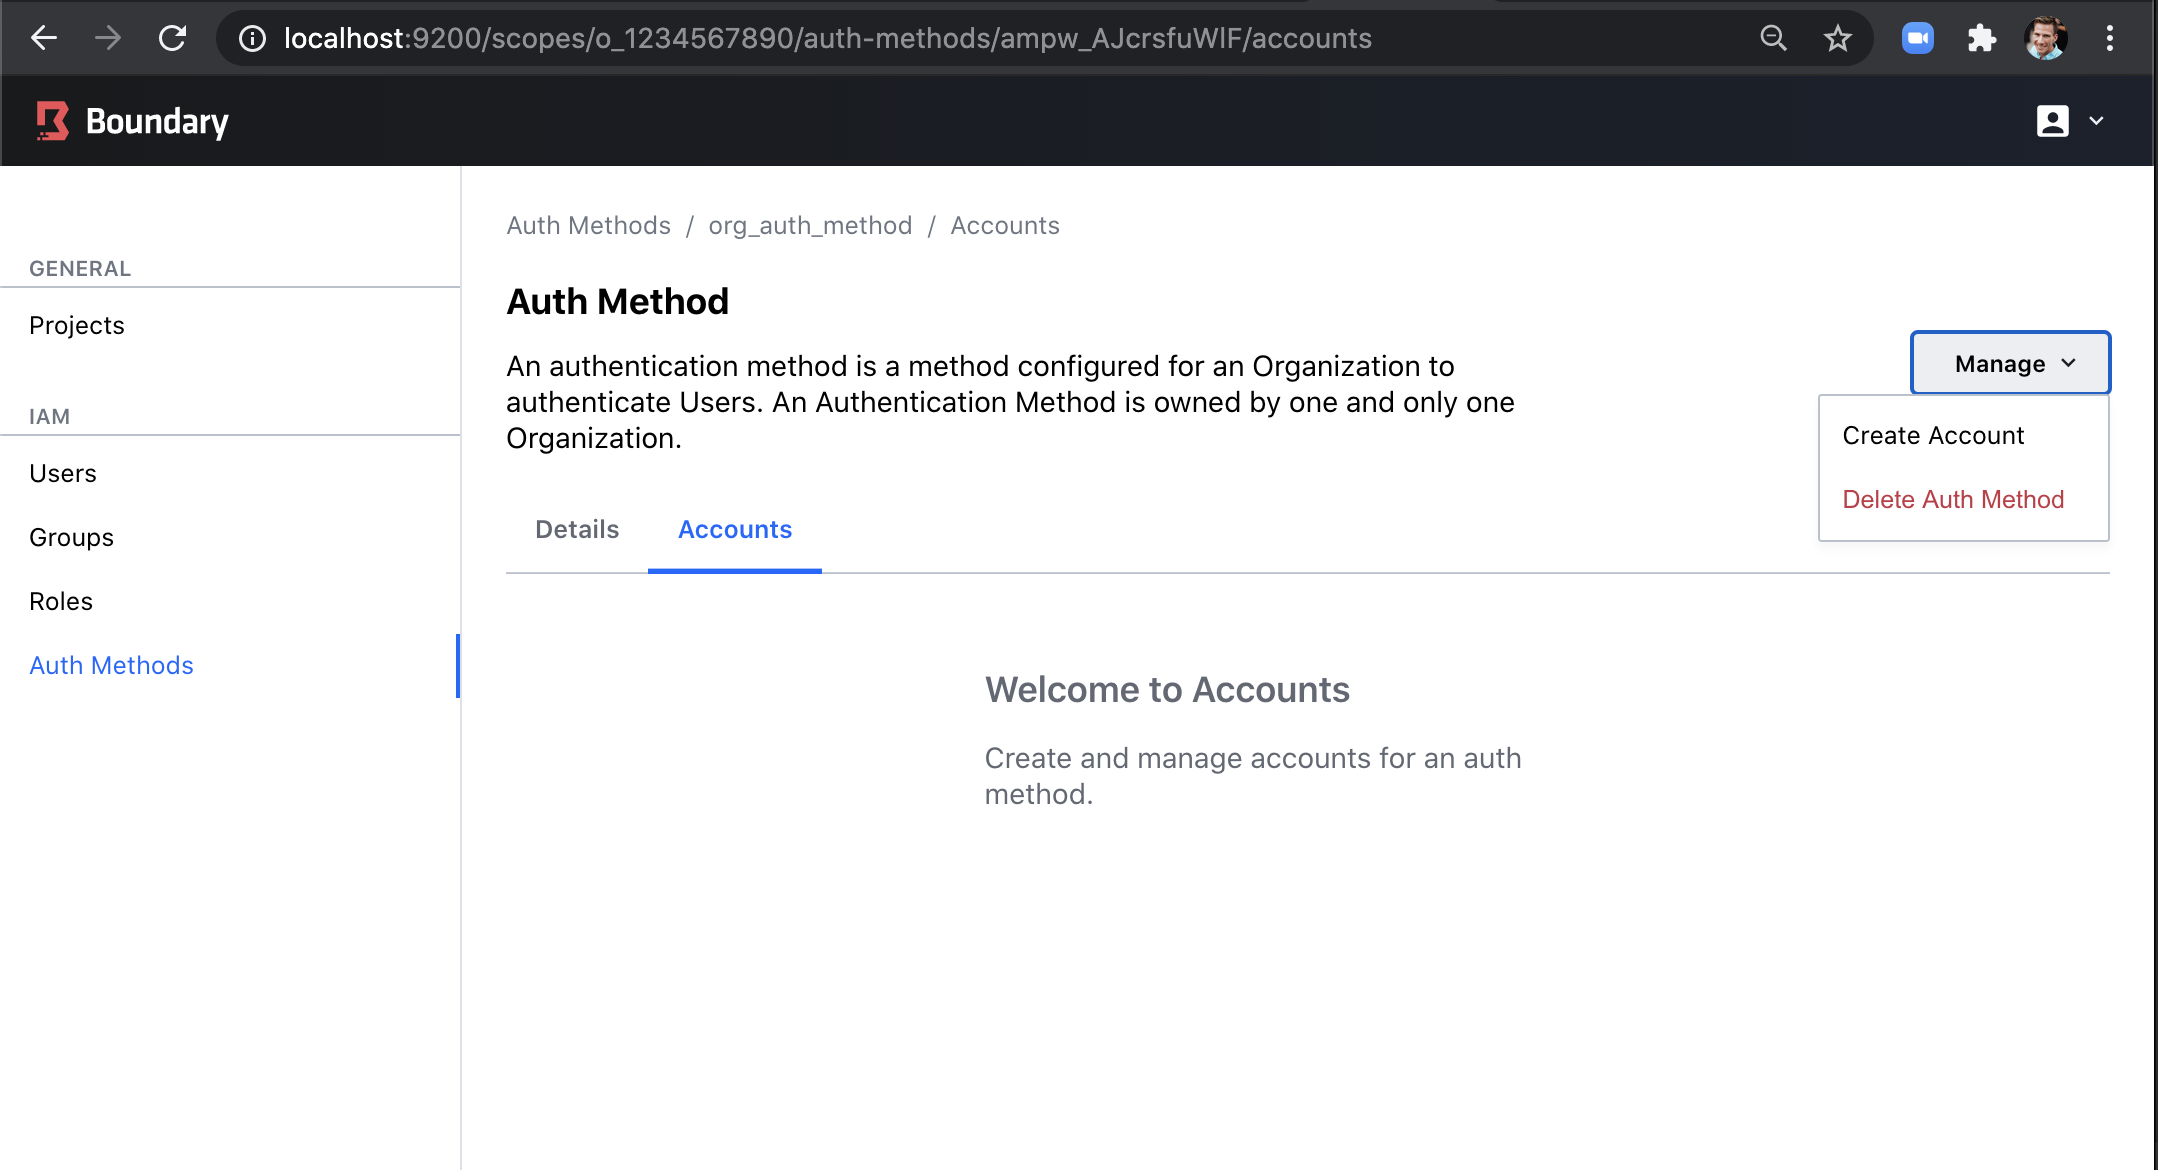 localhost:9200/scopes/o_1234567890/auth-methods/ampw_AJcrsfuWlF/accounts
Boundary
GENERAL
Projects
IAM
Users
Groups
Roles
Auth Methods
Auth Methods / org_auth_method / Accounts
Auth Method
An authentication method is a method configured for an Organization to
authenticate Users. An Authentication Method is owned by one and only one
Organization.
Manage
Create Account
Delete Auth Method
Details
Accounts
Welcome to Accounts
Create and manage accounts for an auth
method.